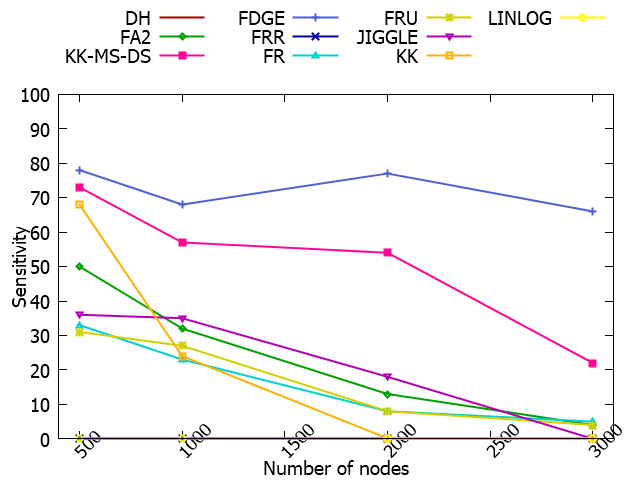 DH FDGE FRU LINLOG
FA2 FRR JIGGLE
KK-MS-DS FR KK
100
90
80
70
60
50
40
30
20
10
0
Sensitivity
500 1000 1500 2000 2500 3000
Number of nodes